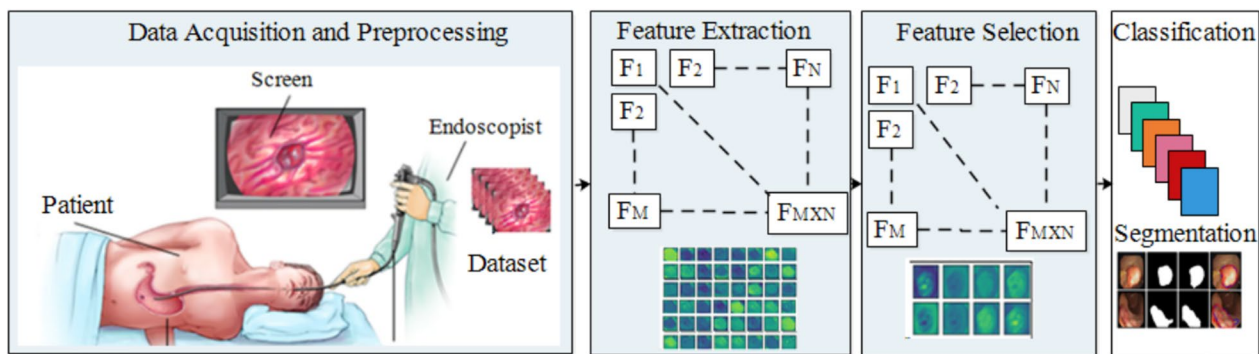 Data Acquisition and Preprocessing
Screen
Endoscopist
Patient
Dataset
Feature Extraction
F1 F2 FN
F2
FM FMXN
Feature Selection
F1 F2 FN
F2
FM FMXN
Classification
Segmentation